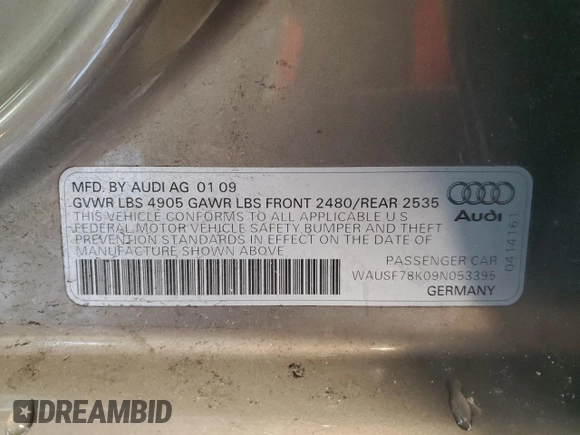 MFD. BY AUDI AG 01 09
GVWR LBS 4905 GAWR LBS FRONT 2480/REAR 2535
THIS VEHICLE CONFORMS TO ALL APPLICABLE U S
FEDERAL MOTOR VEHICLE SAFETY,BUMPER AND THEFT
PREVENTION STANDARDS IN EFFECT ON THE DATE OF
MANUFACTURE SHOWN ABOVE
PASSENGER CAR
WAUSF78K09N053395
GERMANY
Audi
0414161
IDREAMBID